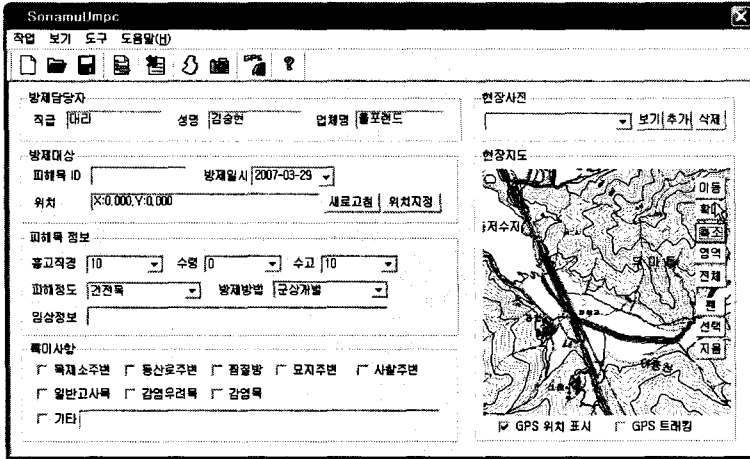 SonamuUmpc
작업 보기 도구 도움말(H)
GPS
방제담당자
직급 대리 성명 김승현 업체명
방제대상
피해목 ID 방제일시 2007-03-29
위치 X:0,000,Y:0,000 새로고침 위치지정
피해목 정보
흉고직경 10 수령 0 수고 10
피해정도 건전목 방제방법 군상개별
임상정보
특이사항
목재소주변 등산로주변 찜질방 묘지주변 사찰주변
일반고사목 감염우려목 감염목
기타
현장사진
보기 추가 삭제
현장지도
이동
확대
축소
영역
전체
펜
선택
지움
GPS 위치 표시 GPS 트래킹